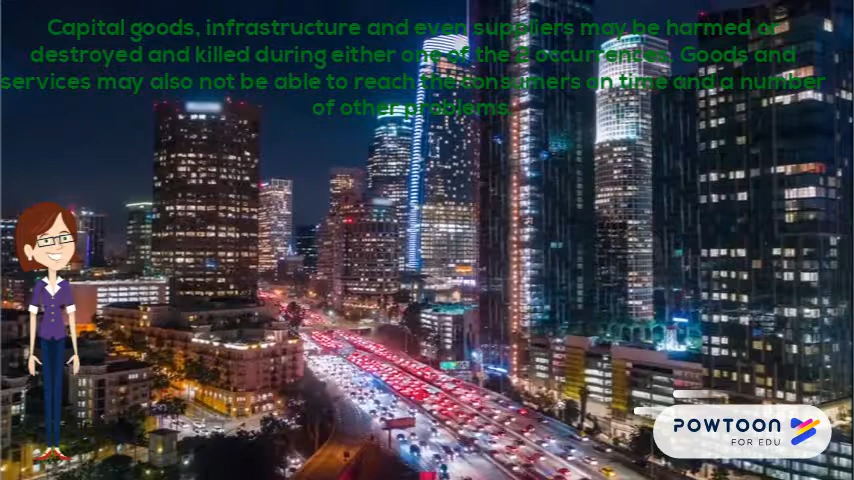 Capital goods, infrastructure and even suppliers may be harmed or
destroyed and killed during either one of the 2 occurrences. Goods and
services may also not be able to reach the consumers on time and a number
of other problems
POWTOON
FOR EDU